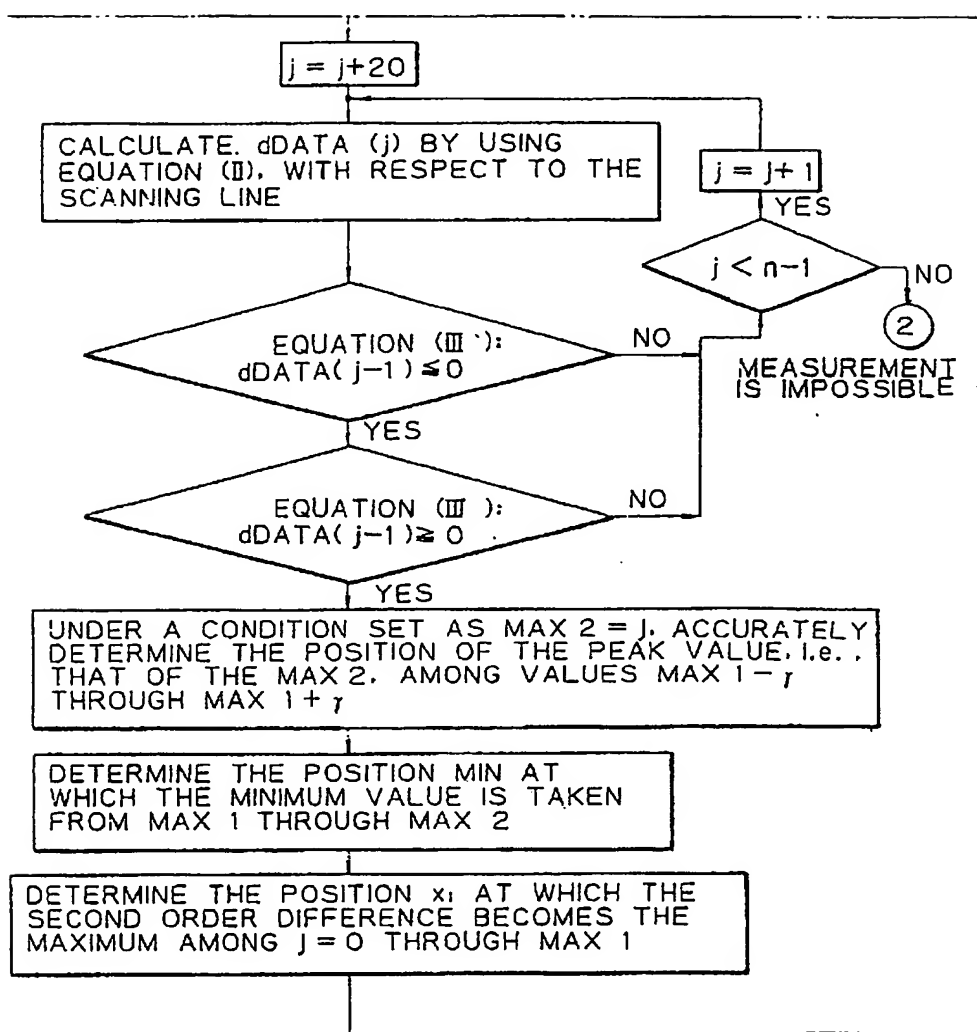 j = j+20
CALCULATE. dDATA (j) BY USING
EQUATION (Ⅱ), WITH RESPECT TO THE
SCANNING LINE
j = j+1
YES
j < n-1
NO
2
MEASUREMENT
IS IMPOSSIBLE
EQUATION (Ⅲ'):
dDATA(j-1)≦0
NO
YES
EQUATION (Ⅲ ):
dDATA(j-1)≧0
NO
YES
UNDER A CONDITION SET AS MAX 2 = J. ACCURATELY
DETERMINE THE POSITION OF THE PEAK VALUE, i.e.,
THAT OF THE MAX 2, AMONG VALUES MAX 1-γ
THROUGH MAX 1+γ
DETERMINE THE POSITION MIN AT
WHICH THE MINIMUM VALUE IS TAKEN
FROM MAX 1 THROUGH MAX 2
DETERMINE THE POSITION x₁ AT WHICH THE
SECOND ORDER DIFFERENCE BECOMES THE
MAXIMUM AMONG J=0 THROUGH MAX 1